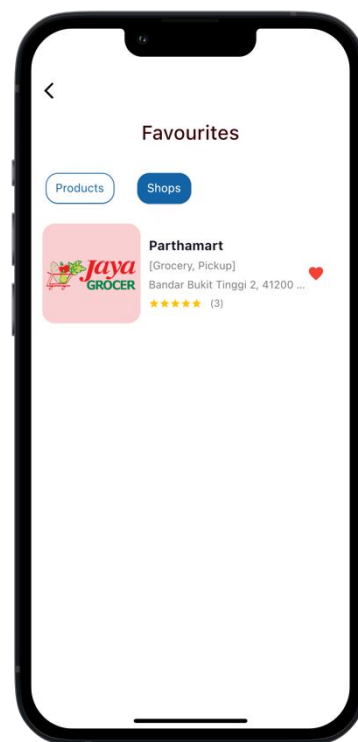 Favourites
Products
Shops
Jaya
GROCER
Parthamart
[Grocery, Pickup]
Bandar Bukit Tinggi 2, 41200 ...
(3)